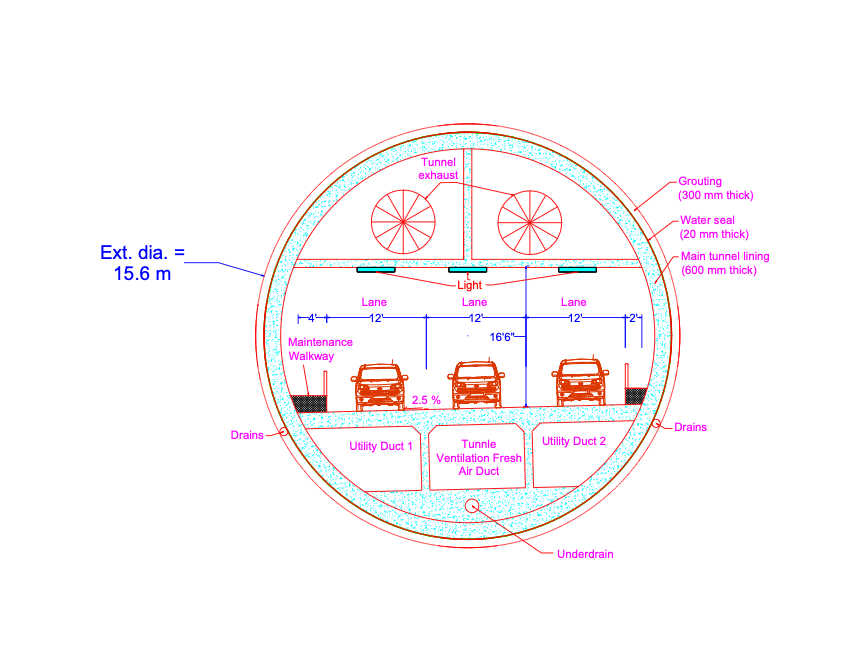 Tunnel
exhaust
Grouting
(300 mm thick)
Water seal
(20 mm thick)
Main tunnel lining
(600 mm thick)
Ext. dia. =
15.6 m
Light
Lane
Lane
Lane
4'
12'
12'
12'
2'
16'6"
Maintenance
Walkway
2.5 %
Drains
Drains
Utility Duct 1
Tunnle
Ventilation Fresh
Air Duct
Utility Duct 2
Underdrain